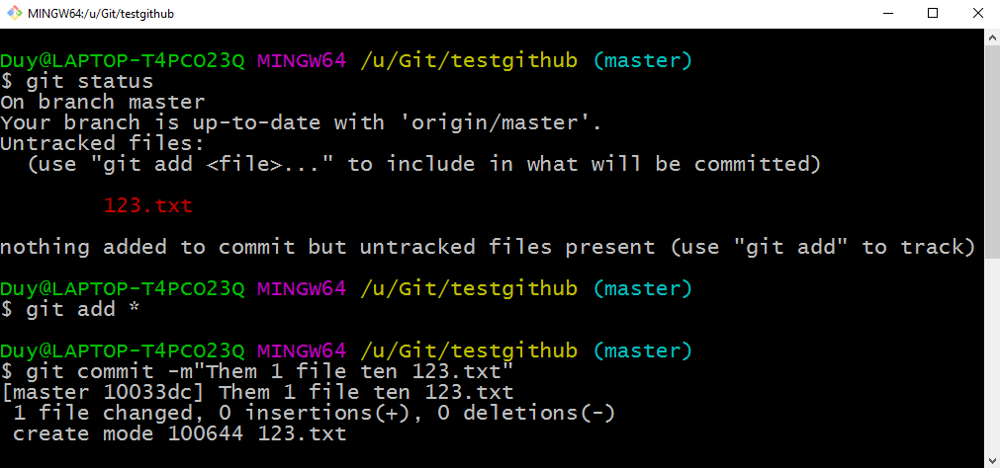 MINGW64:/u/Git/testgithub
Duy@LAPTOP-T4PCO23Q MINGW64 /u/Git/testgithub (master)
$ git status
On branch master
Your branch is up-to-date with 'origin/master'.
Untracked files:
  (use "git add <file>..." to include in what will be committed)
        123.txt
nothing added to commit but untracked files present (use "git add" to track)
Duy@LAPTOP-T4PCO23Q MINGW64 /u/Git/testgithub (master)
$ git add *
Duy@LAPTOP-T4PCO23Q MINGW64 /u/Git/testgithub (master)
$ git commit -m"Them 1 file ten 123.txt"
[master 10033dc] Them 1 file ten 123.txt
 1 file changed, 0 insertions(+), 0 deletions(-)
 create mode 100644 123.txt